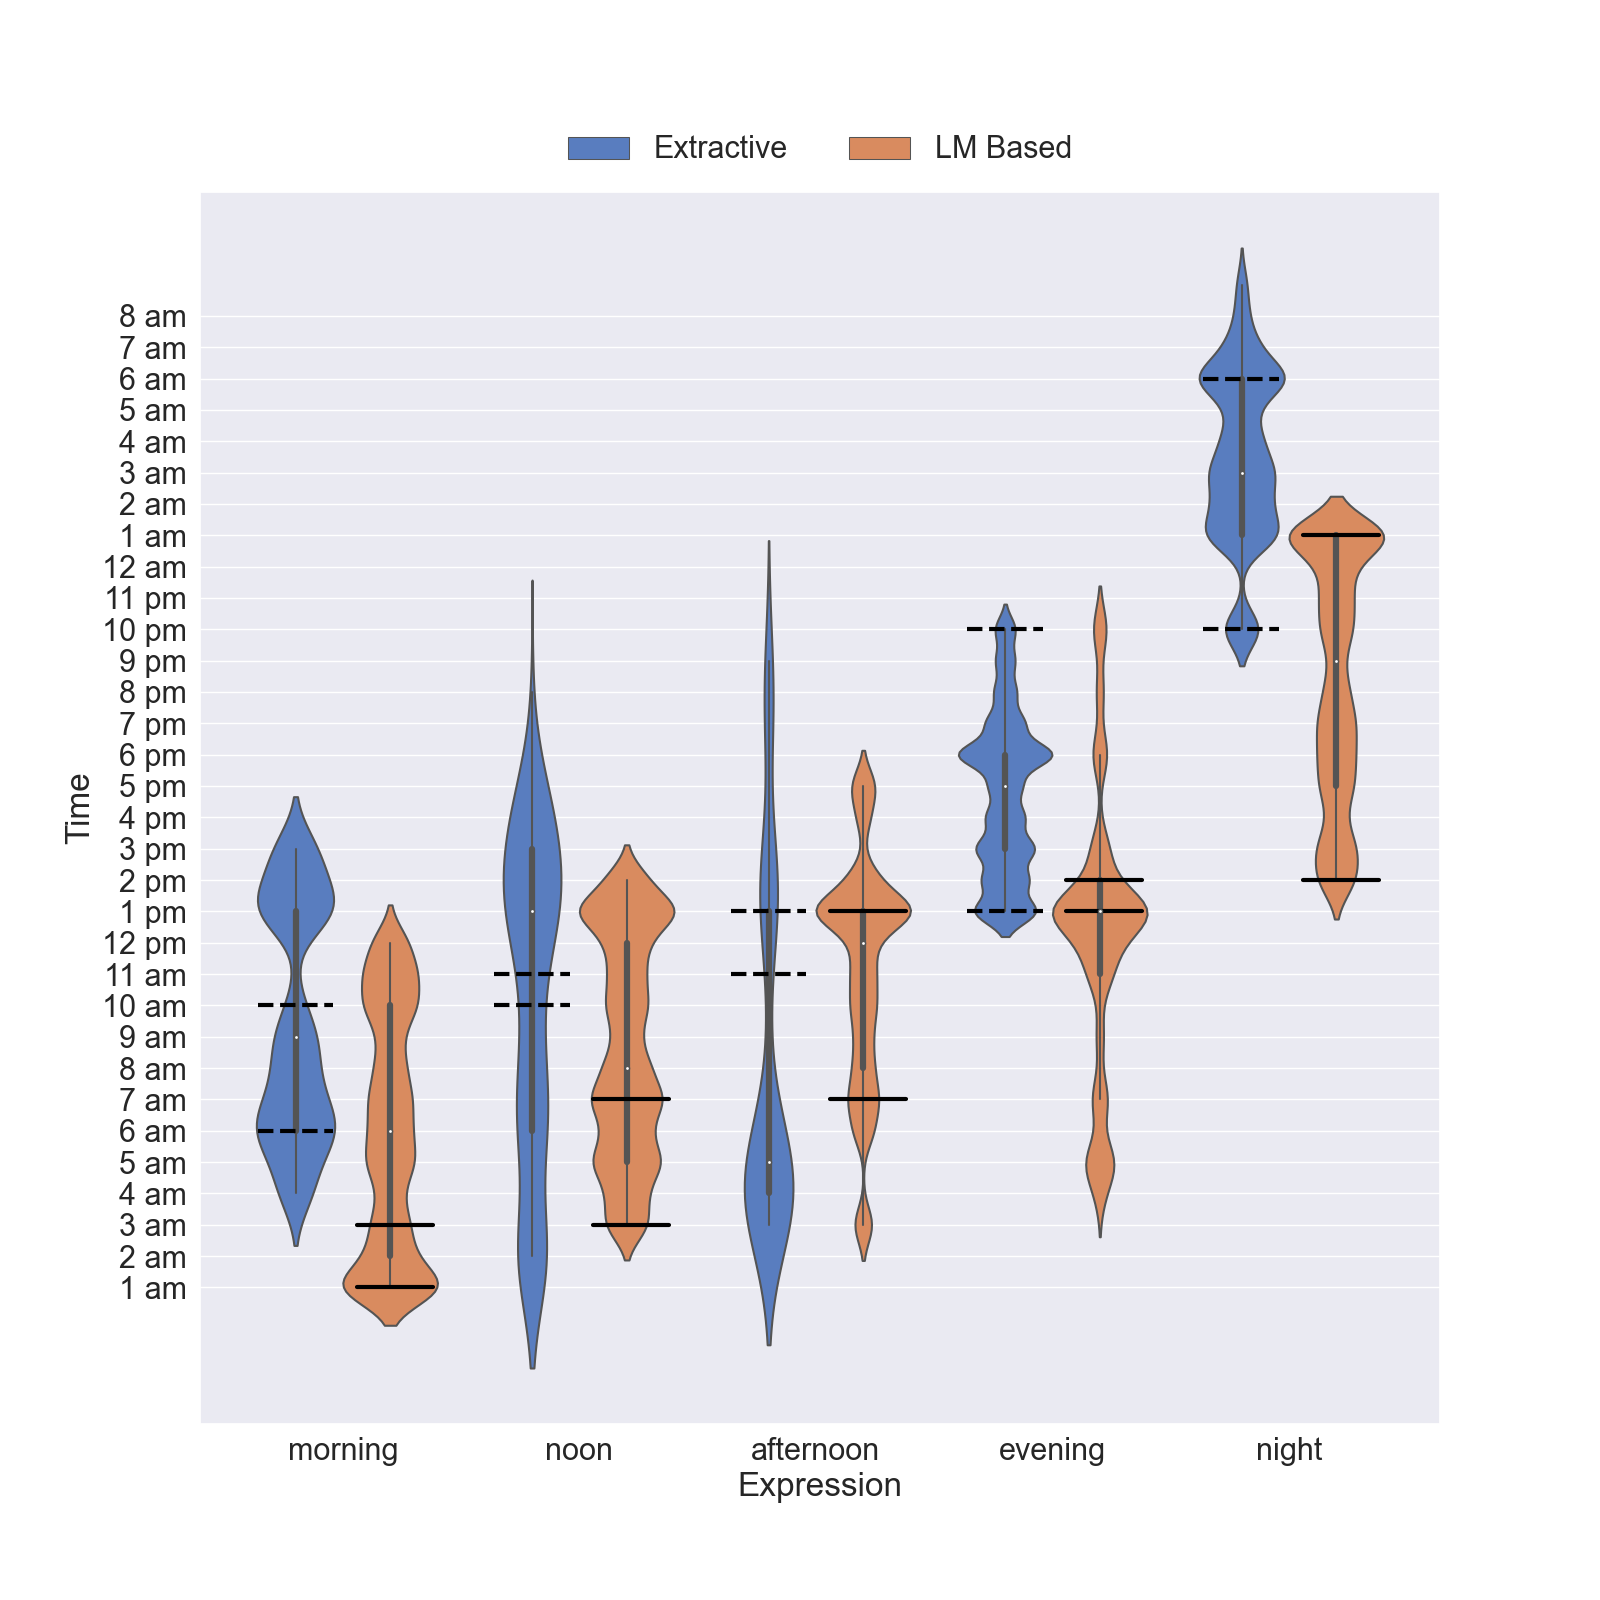 Extractive LM Based
8 am
7 am
6 am
5 am
4 am
3 am
2 am
1 am
12 am
11 pm
10 pm
9 pm
8 pm
7 pm
6 pm
5 pm
4 pm
3 pm
2 pm
1 pm
12 pm
11 am
10 am
9 am
8 am
7 am
6 am
5 am
4 am
3 am
2 am
1 am
Time
morning noon afternoon evening night
Expression